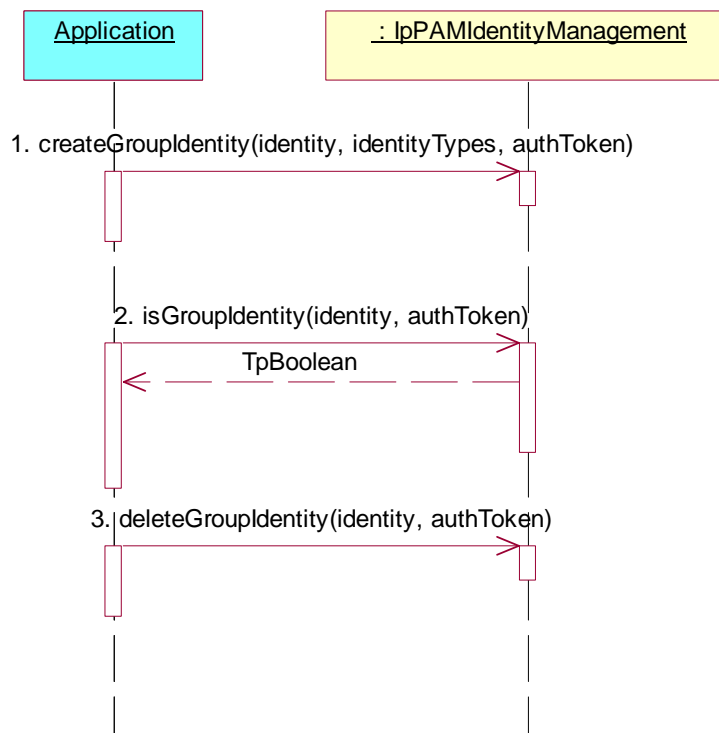 Application
: IpPAMIdentityManagement
1. createGroupIdentity(identity, identityTypes, authToken)
2. isGroupIdentity(identity, authToken)
TpBoolean
3. deleteGroupIdentity(identity, authToken)